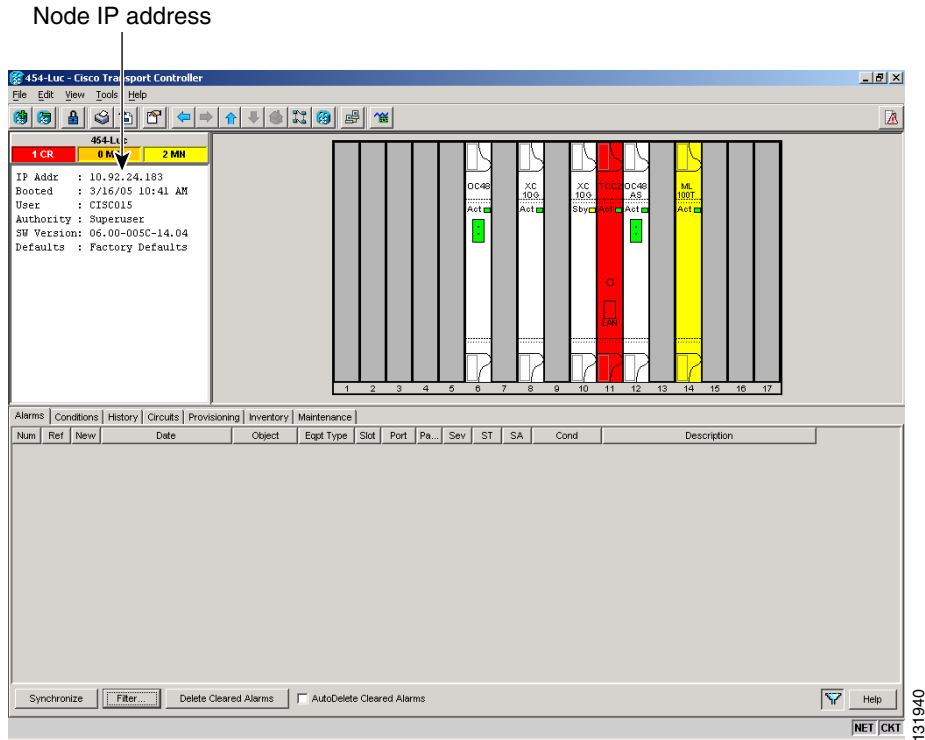 Node IP address
454-Luc - Cisco Transport Controller
File Edit View Tools Help
454-Luc
1 CR 0 M 2 MN
IP Addr : 10.92.24.183
Booted : 3/16/05 10:41 AM
User : CISCO15
Authority : Superuser
SW Version: 06.00-005C-14.04
Defaults : Factory Defaults
OC48 XC 10G XC 10G TCC2 OC48 AS ML 100T
Act Act Sby Act Act Act
LAN
1 2 3 4 5 6 7 8 9 10 11 12 13 14 15 16 17
Alarms Conditions History Circuits Provisioning Inventory Maintenance
Num Ref New Date Object Eqpt Type Slot Port Pa... Sev ST SA Cond Description
Synchronize Filter... Delete Cleared Alarms AutoDelete Cleared Alarms Help
NET CKT
131940